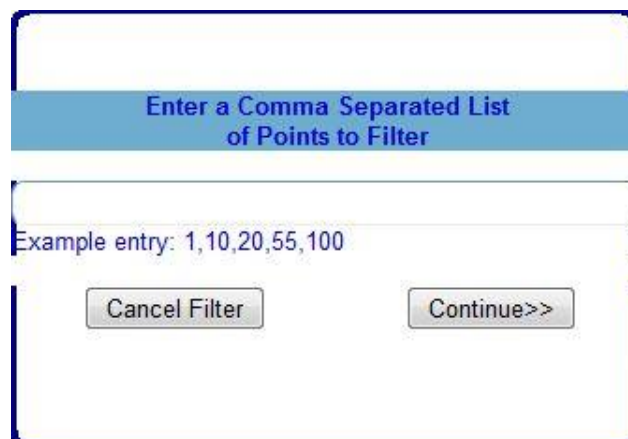 Enter a Comma Separated List
of Points to Filter
Example entry: 1,10,20,55,100
Cancel Filter
Continue>>